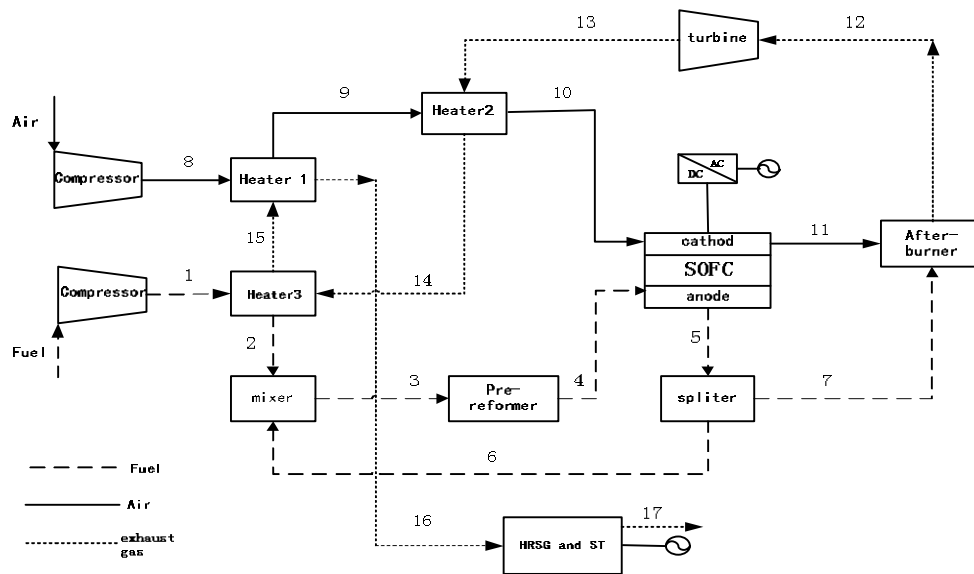 13
12
turbine
9
10
Heater2
Air
8
AC
DC
Compressor
Heater 1
11
cathod
After-
burner
15
SOFC
1
14
Compressor
Heater3
anode
2
5
Fuel
3
4
7
mixer
Pre-
reformer
spliter
6
Fuel
Air
16
17
exhaust
gas
HRSG and ST